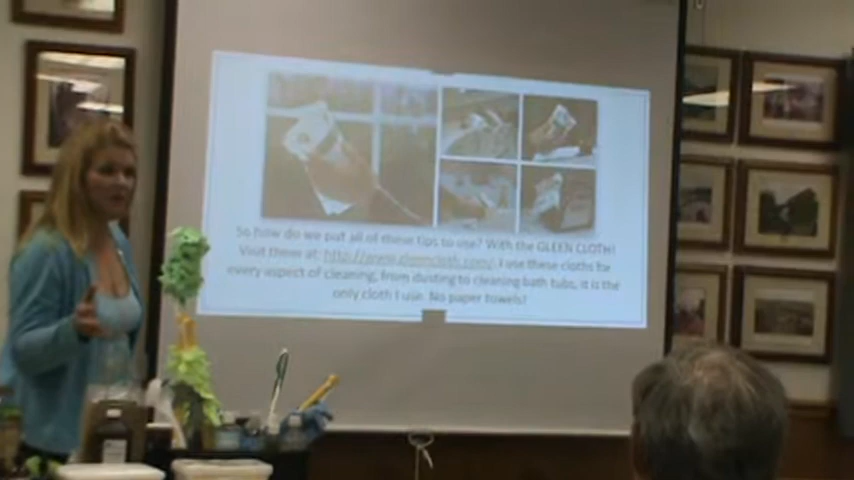 So how do we put all of these tips to use? With the GLEEN CLOTH!
Visit them at: http://www.gleencloth.com/. I use these cloths for
every aspect of cleaning, from dusting to cleaning bath tubs, it is the
only cloth I use. No paper towels!